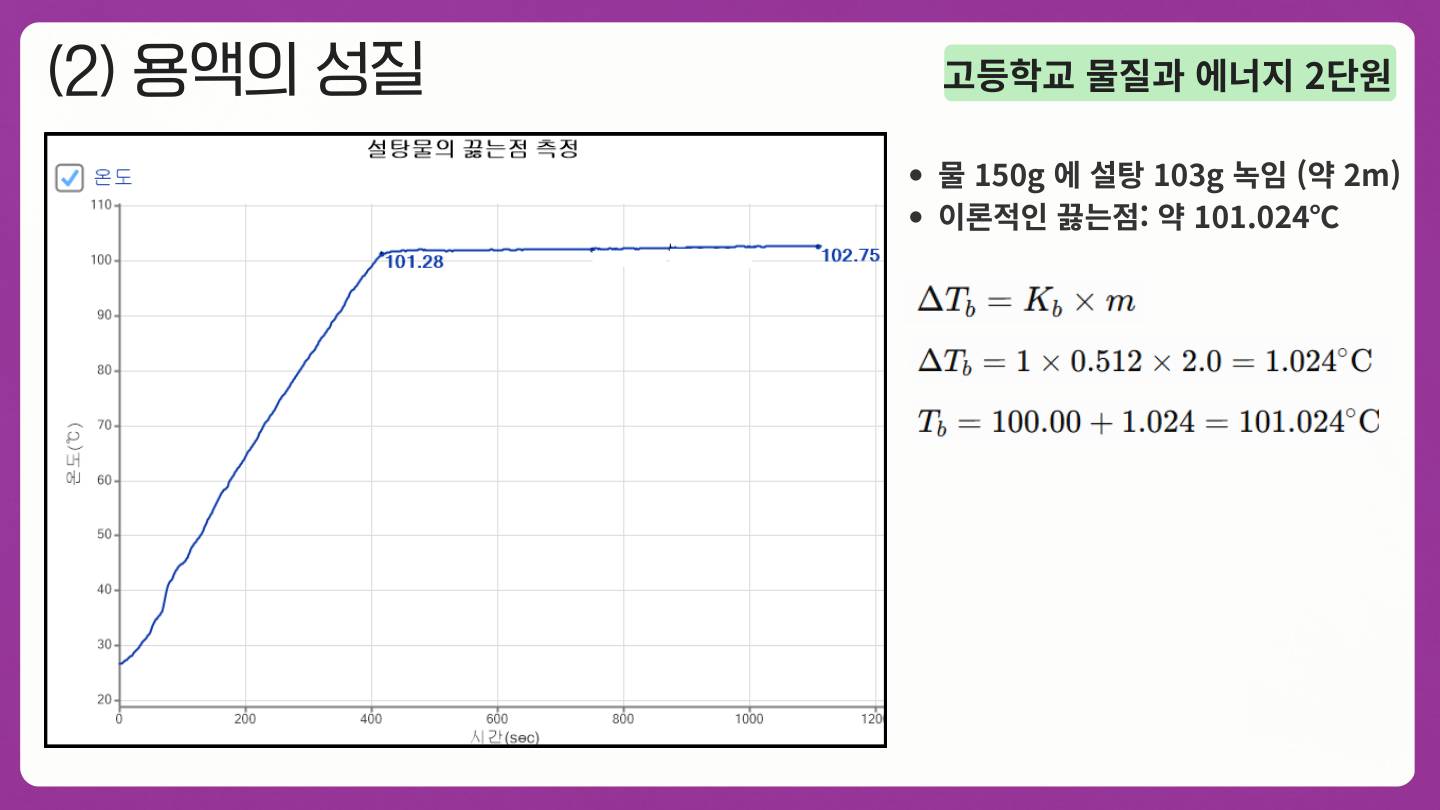 (2) 용액의 성질
고등학교 물질과 에너지 2단원
설탕물의 끓는점 측정
온도
110
100
90
80
70
60
50
40
30
20
온도(℃)
101.28
102.75
0
200
400
600
800
1000
120
시간(sec)
• 물 150g 에 설탕 103g 녹임 (약 2m)
• 이론적인 끓는점: 약 101.024℃
ΔT_b = K_b × m
ΔT_b = 1 × 0.512 × 2.0 = 1.024°C
T_b = 100.00 + 1.024 = 101.024°C